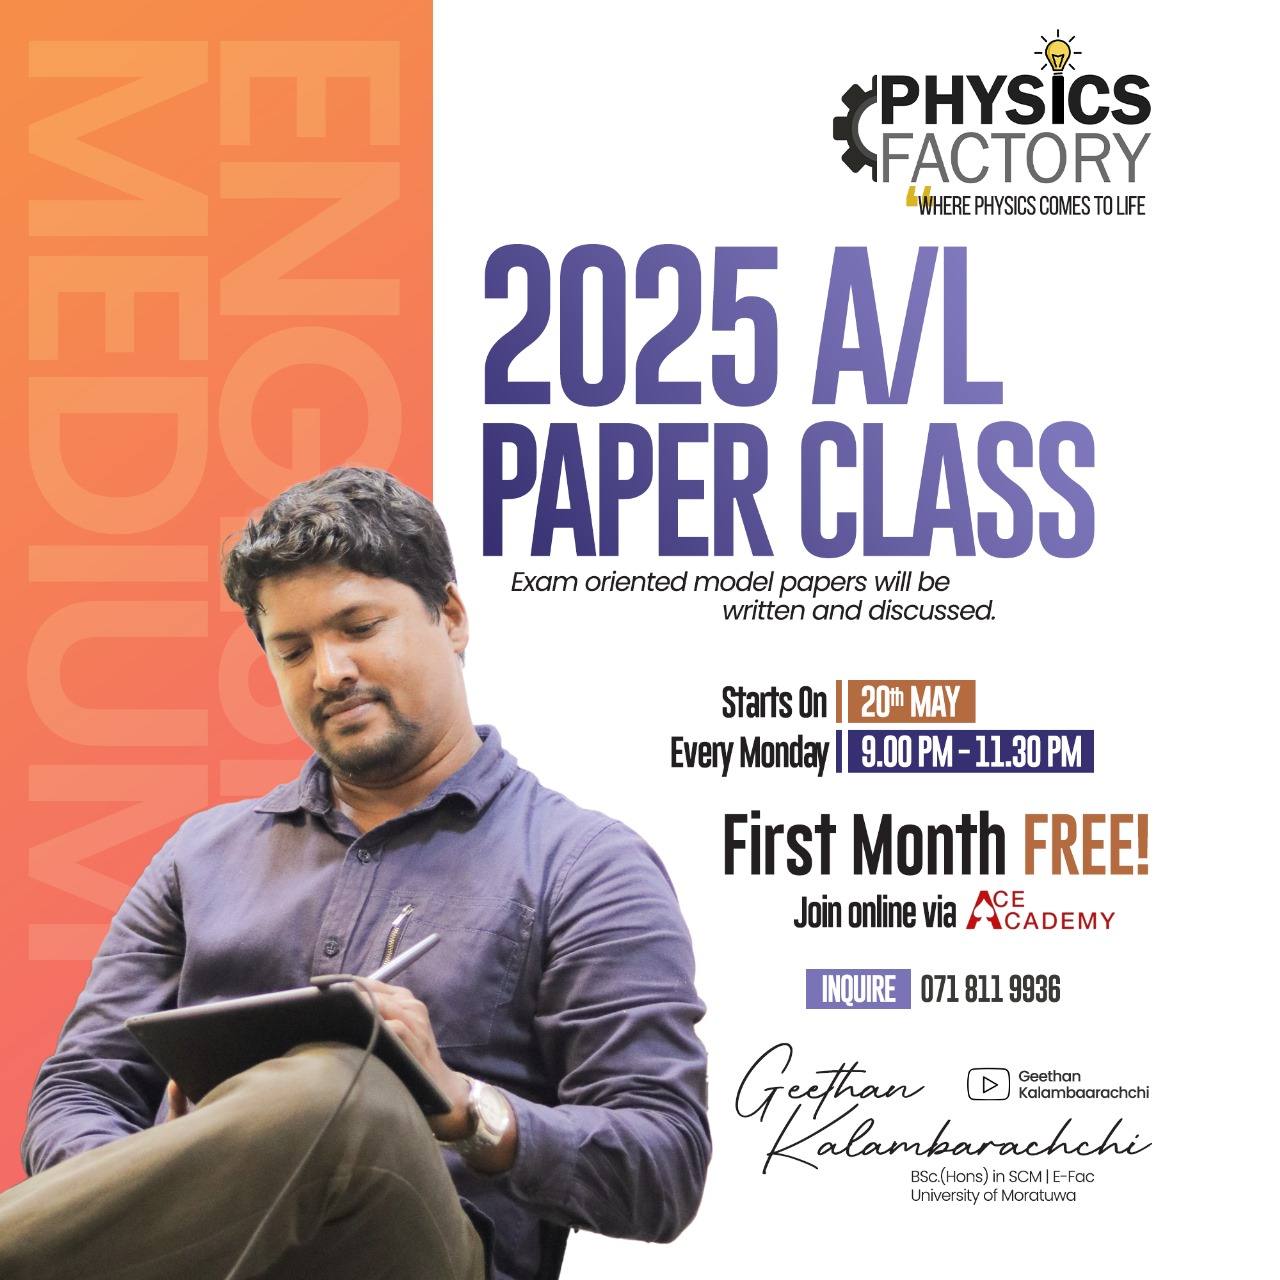 ENGLISH
MEDIUM
PHYSICS
FACTORY
“WHERE PHYSICS COMES TO LIFE
2025 A/L
PAPER CLASS
Exam oriented model papers will be
written and discussed.
Starts On | 20th MAY
Every Monday | 9.00 PM - 11.30 PM
First Month FREE!
Join online via ACE ACADEMY
INQUIRE 071 811 9936
Geethan
Kalambarachchi
Geethan
Kalambaarachchi
BSc.(Hons) in SCM | E-Fac
University of Moratuwa